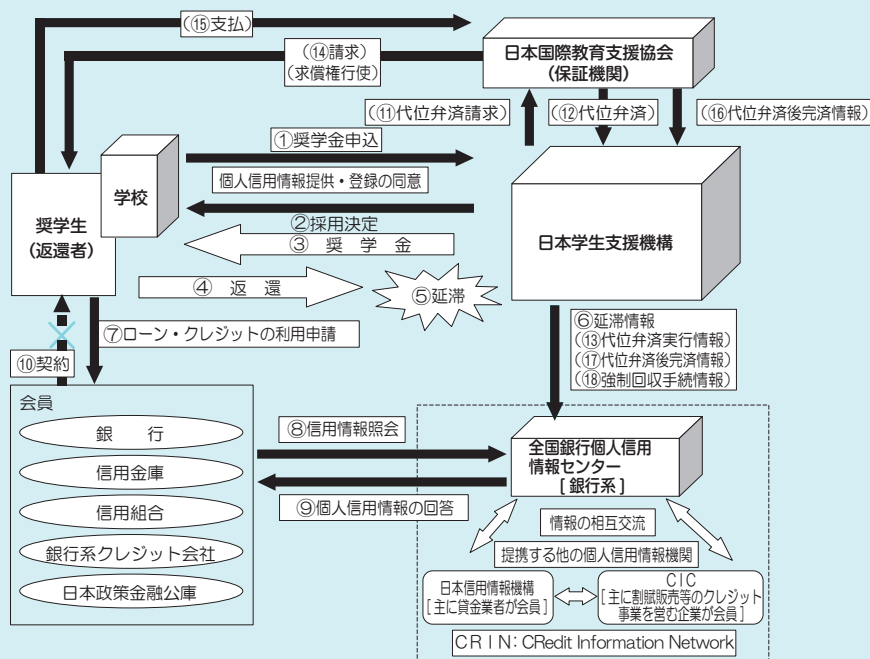 （⑮支払）
（⑭請求）
（求償権行使）
日本国際教育支援協会
（保証機関）
（⑪代位弁済請求）
（⑫代位弁済）
（⑯代位弁済後完済情報）
①奨学金申込
個人信用情報提供・登録の同意
学校
奨学生
（返還者）
②採用決定
③ 奨 学 金
日本学生支援機構
④ 返 還
⑤延滞
⑦ローン・クレジットの利用申請
⑩契約
⑥延滞情報
（⑬代位弁済実行情報）
（⑰代位弁済後完済情報）
（⑱強制回収手続情報）
会員
銀 行
信用金庫
信用組合
銀行系クレジット会社
日本政策金融公庫
⑧信用情報照会
⑨個人信用情報の回答
全国銀行個人信用
情報センター
［銀行系］
情報の相互交流
提携する他の個人信用情報機関
日本信用情報機構
［主に貸金業者が会員］
CIC
［主に割賦販売等のクレジット
事業を営む企業が会員］
CRIN：CRedit Information Network